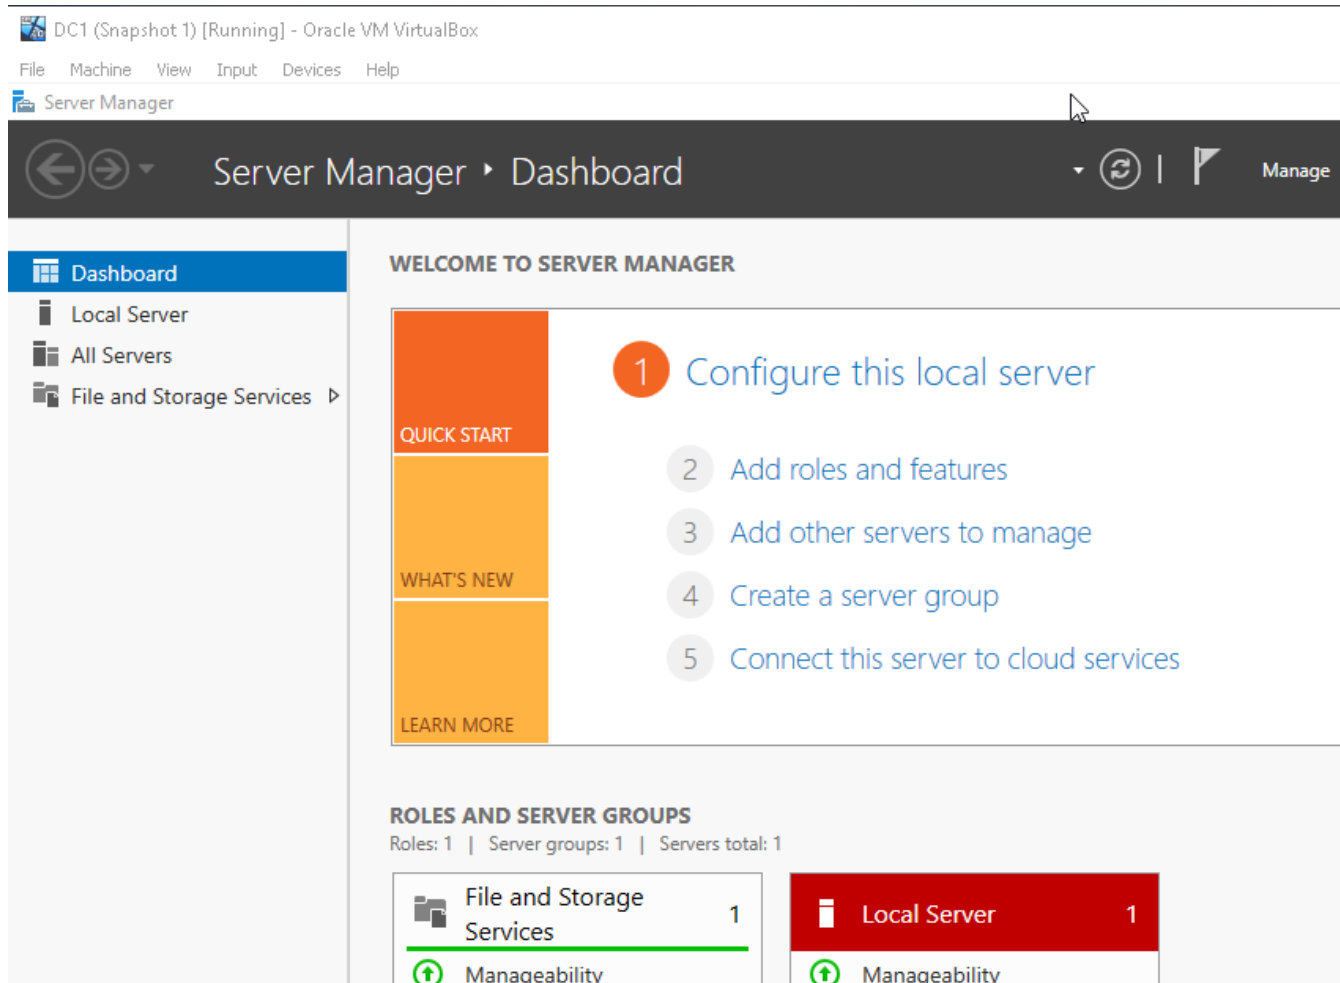 DC1 (Snapshot 1) [Running] - Oracle VM VirtualBox
File Machine View Input Devices Help
Server Manager
Server Manager ‣ Dashboard
Manage
Dashboard
Local Server
All Servers
File and Storage Services
WELCOME TO SERVER MANAGER
QUICK START
WHAT'S NEW
LEARN MORE
1 Configure this local server
2 Add roles and features
3 Add other servers to manage
4 Create a server group
5 Connect this server to cloud services
ROLES AND SERVER GROUPS
Roles: 1 | Server groups: 1 | Servers total: 1
File and Storage
Services
1
Manageability
Local Server 1
Manageability